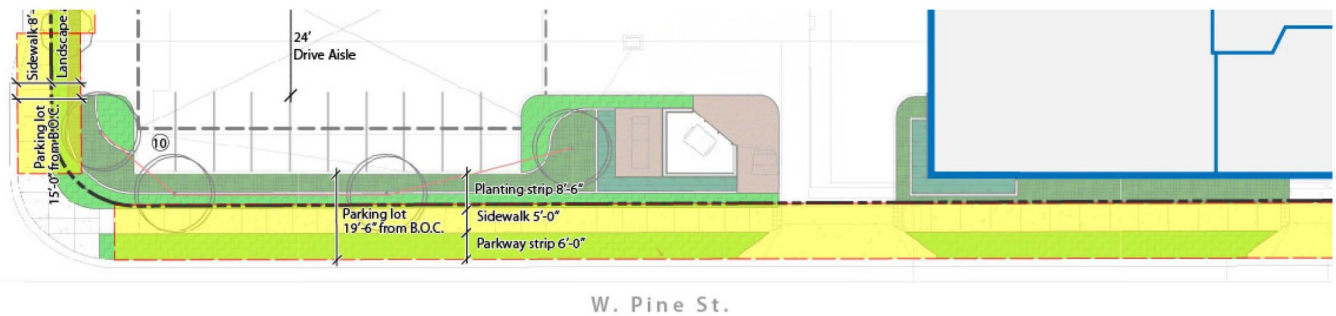 Sidewalk 8'-
Landscape
24'
Drive Aisle
Parking lot
15'-0" from B.O.C.
10
Planting strip 8'-6"
Parking lot
19'-6" from B.O.C.
Sidewalk 5'-0"
Parkway strip 6'-0"
W. Pine St.